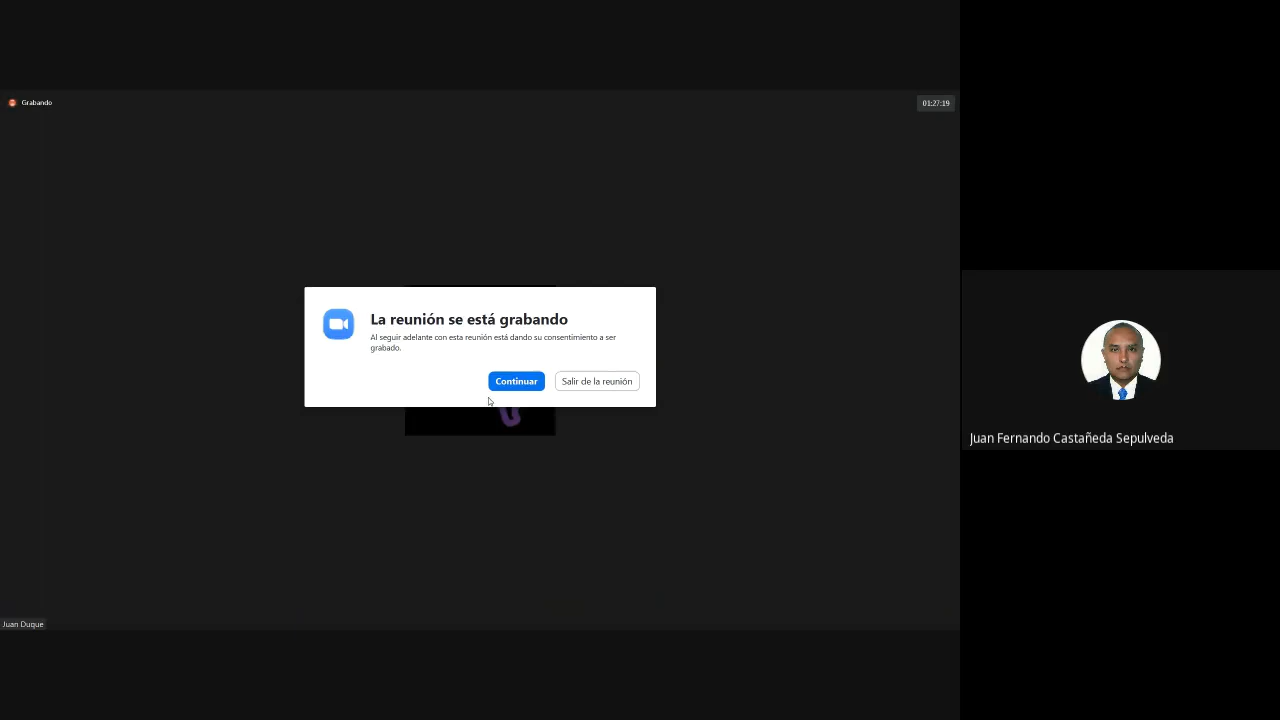 Grabando
01:27:19
La reunión se está grabando
Al seguir adelante con esta reunión está dando su consentimiento a ser
grabado.
Continuar
Salir de la reunión
Juan Fernando Castañeda Sepulveda
Juan Duque